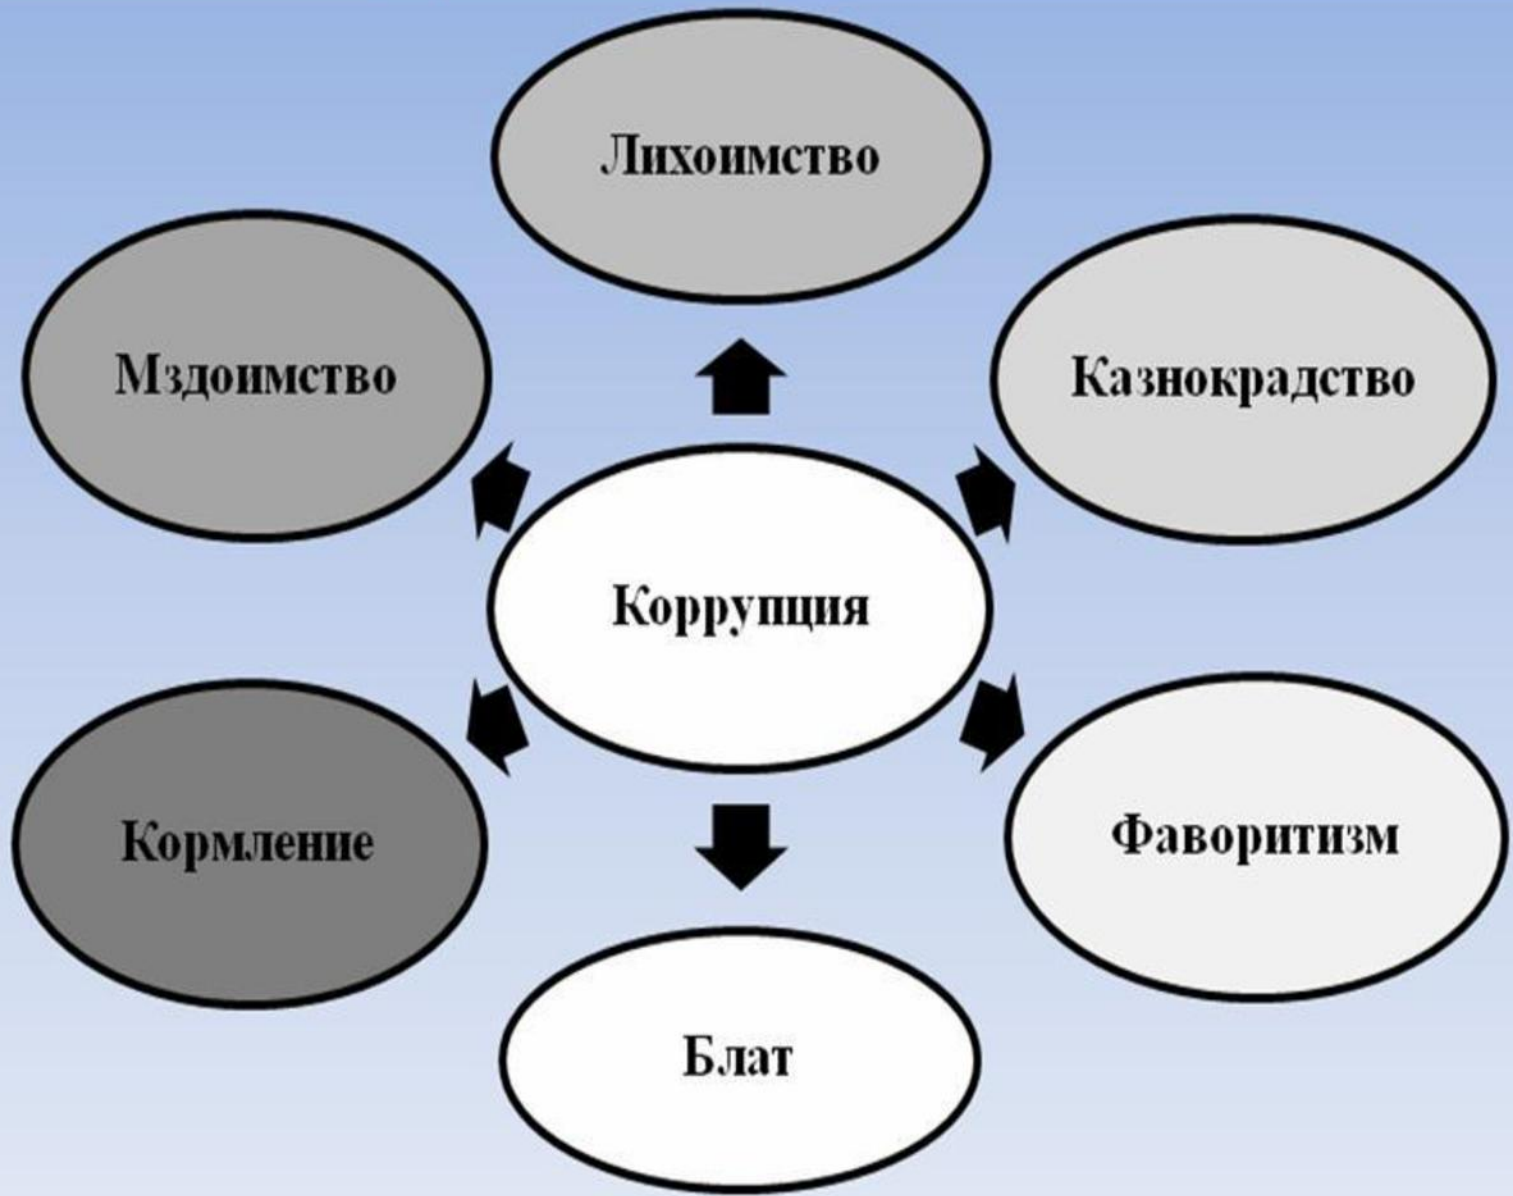 Лихоимство
Мздоимство
Казнокрадство
Коррупция
Кормление
Фаворитизм
Блат